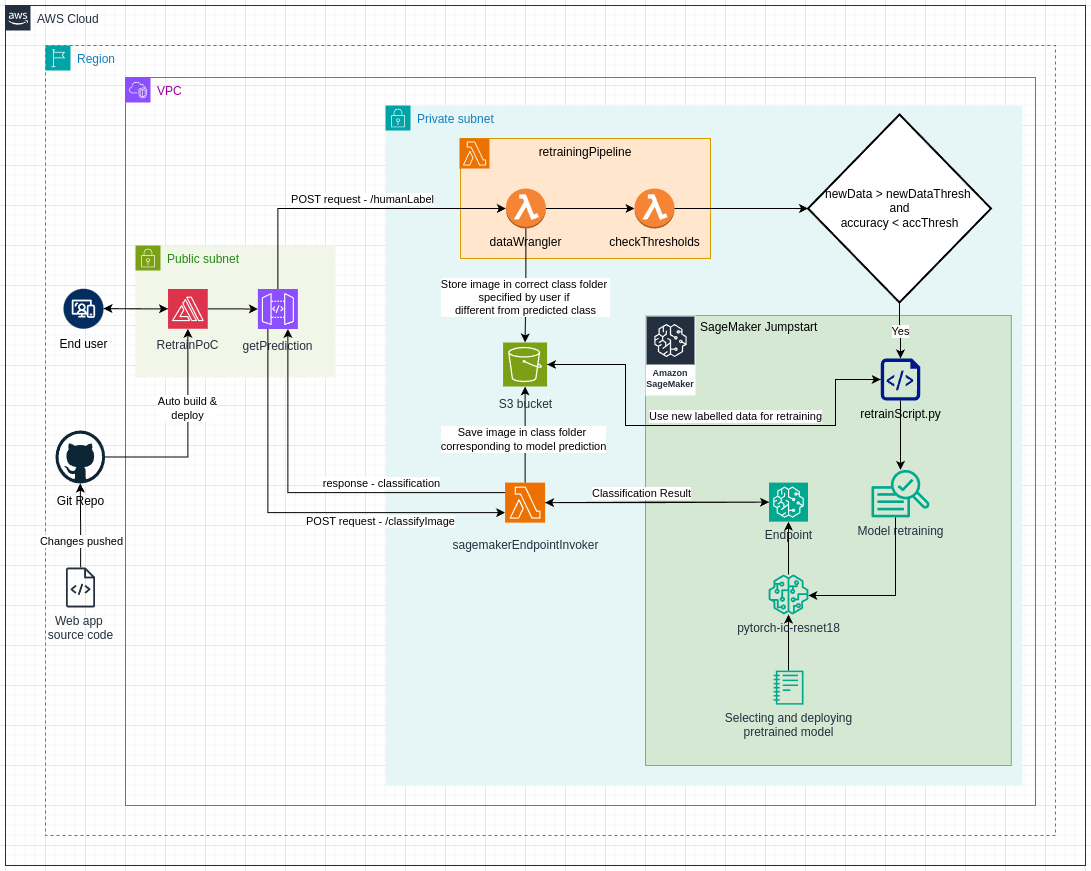 aws
AWS Cloud
Region
VPC
Private subnet
retrainingPipeline
dataWrangler
checkThresholds
newData > newDataThresh
and
accuracy < accThresh
POST request - /humanLabel
Public subnet
End user
RetrainPoC
getPrediction
Auto build &
deploy
Git Repo
Changes pushed
Web app
source code
Store image in correct class folder
specified by user if
different from predicted class
S3 bucket
Save image in class folder
corresponding to model prediction
response - classification
POST request - /classifyImage
sagemakerEndpointInvoker
Amazon
SageMaker
SageMaker Jumpstart
Yes
retrainScript.py
Use new labelled data for retraining
Classification Result
Endpoint
Model retraining
pytorch-ic-resnet18
Selecting and deploying
pretrained model